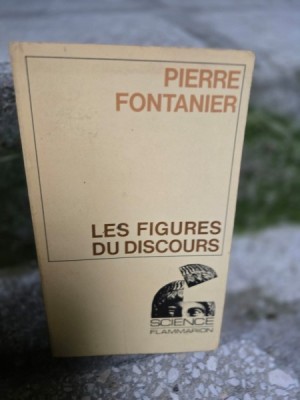 PIERRE
FONTANIER
LES FIGURES
DU DISCOURS
SCIENCE
FLAMMARION